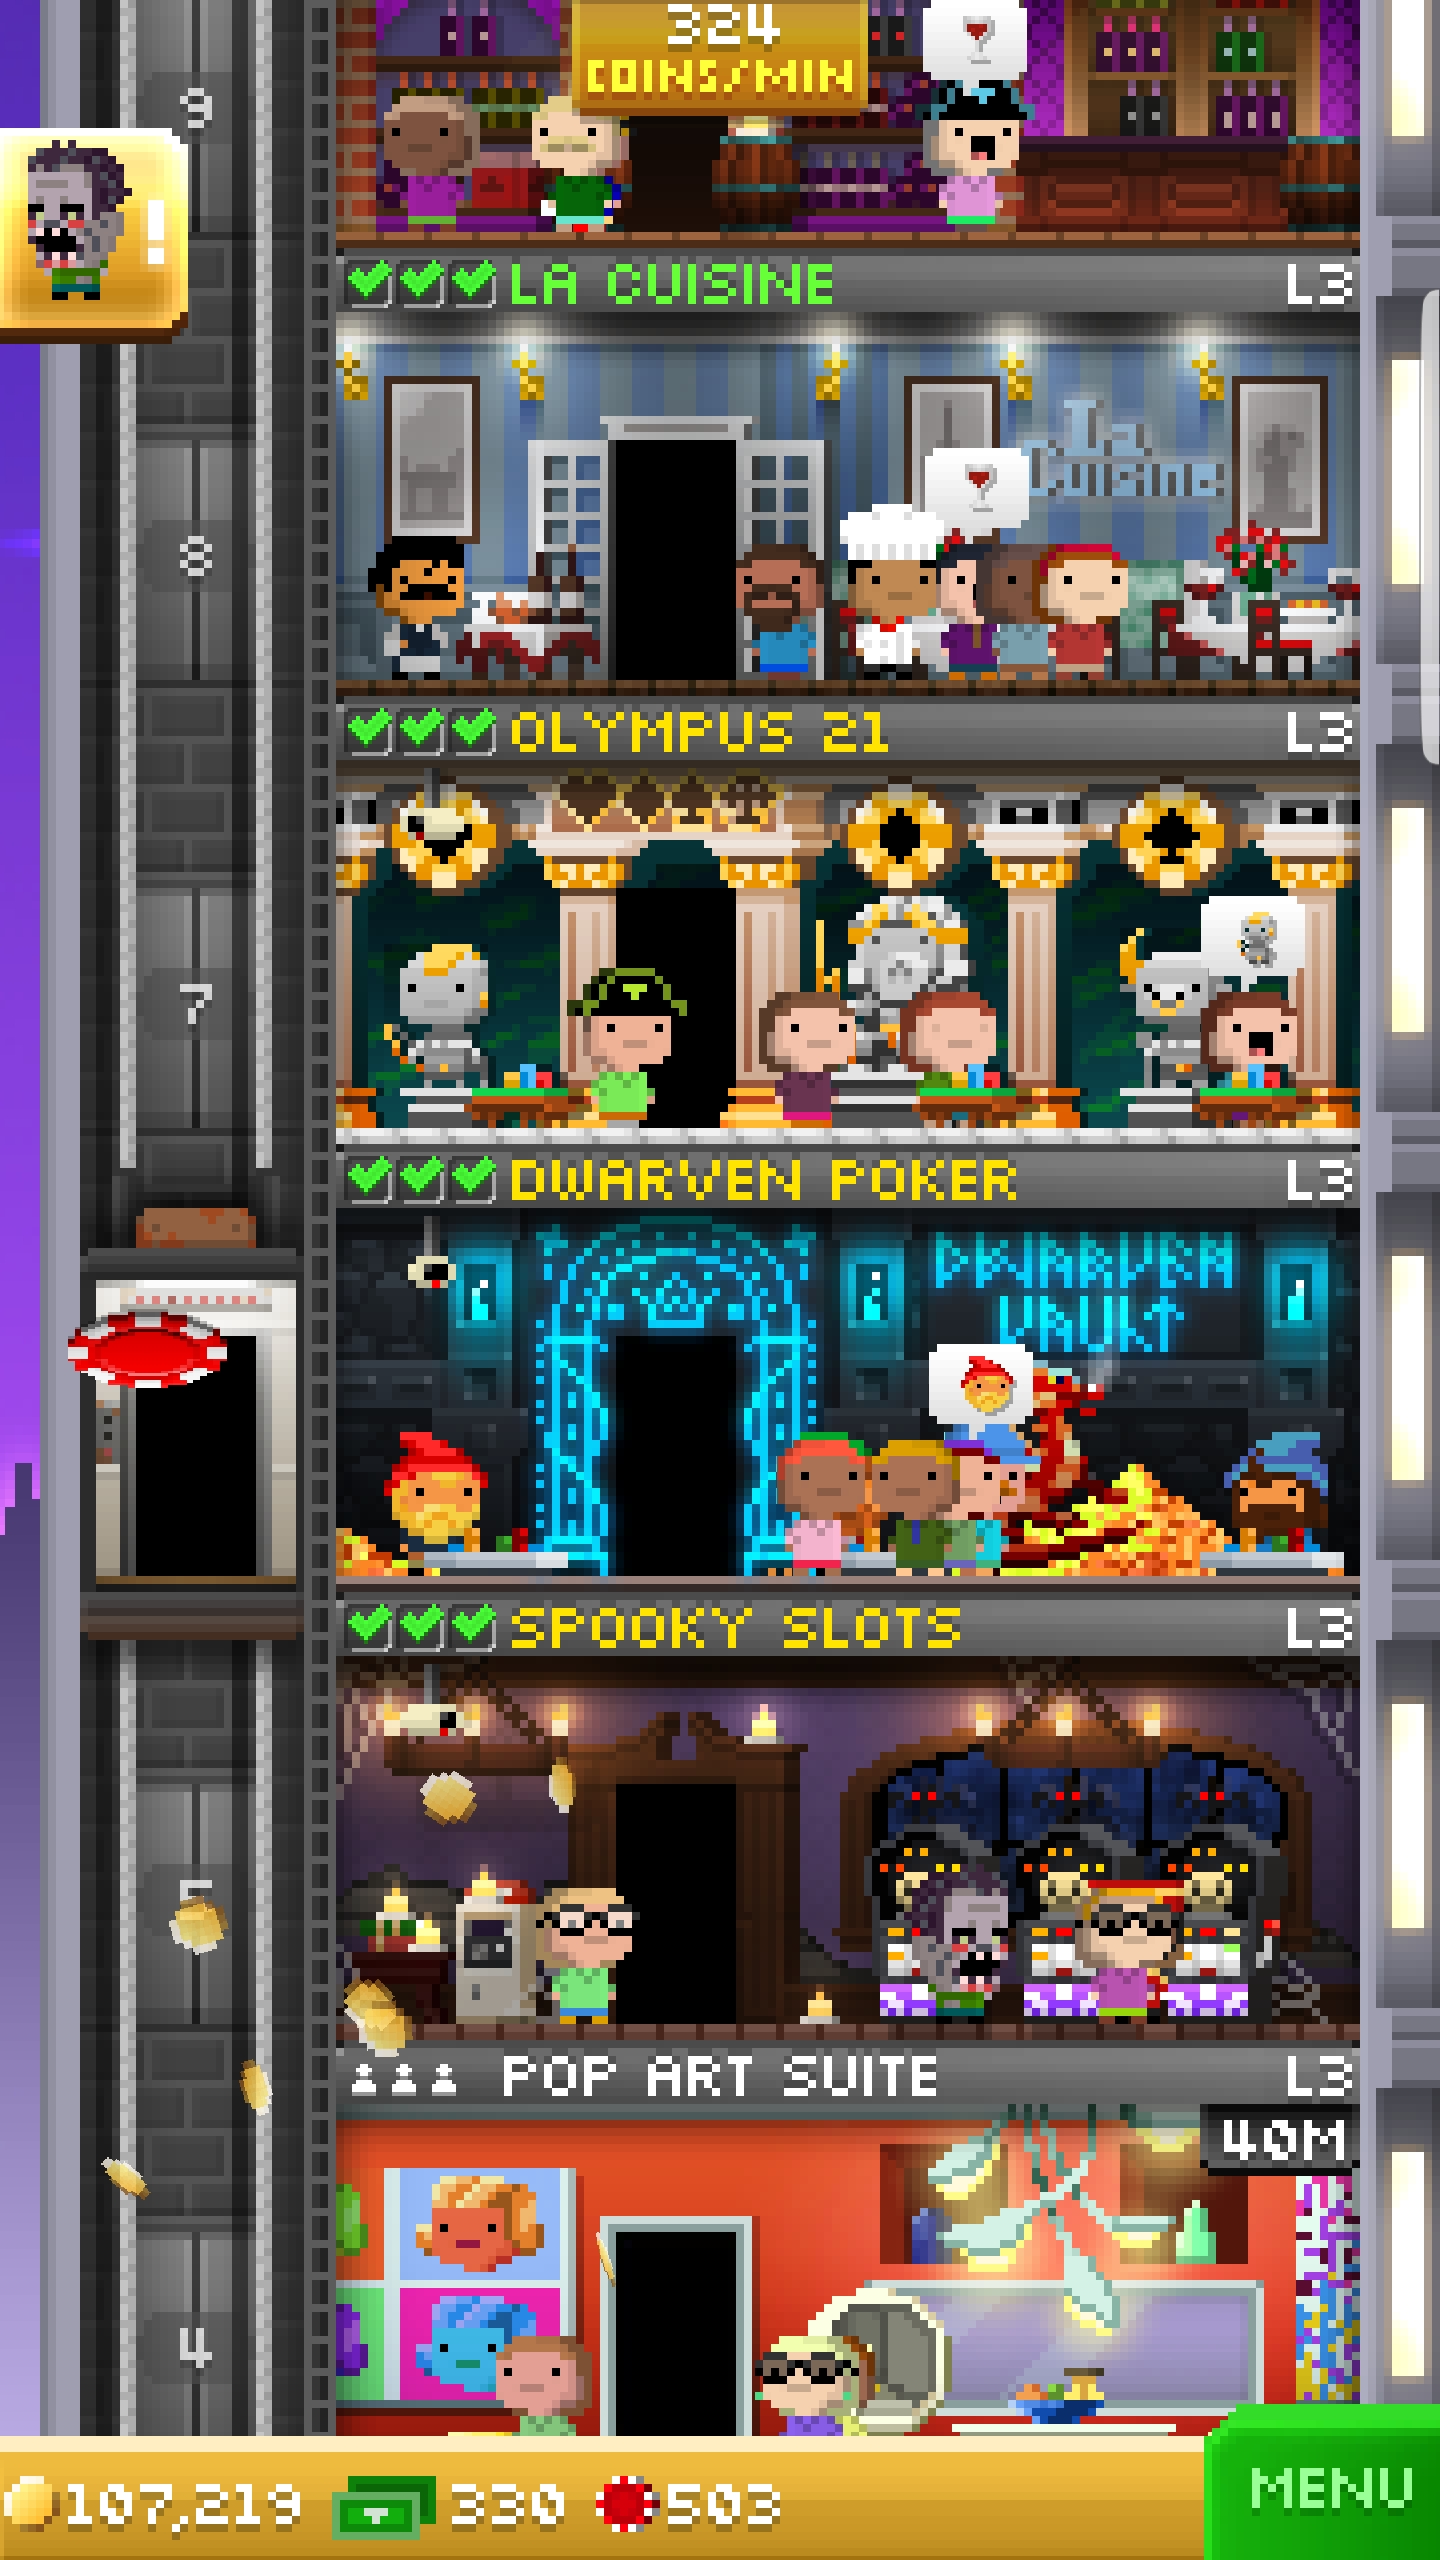 324
COINS/MIN
9
!
LA CUISINE L3
La
Cuisine
8
OLYMPUS 21 L3
7
DWARVEN POKER L3
DWARVEN
VAULT
SPOOKY SLOTS L3
5
POP ART SUITE L3
40M
4
107,219 330 503
MENU